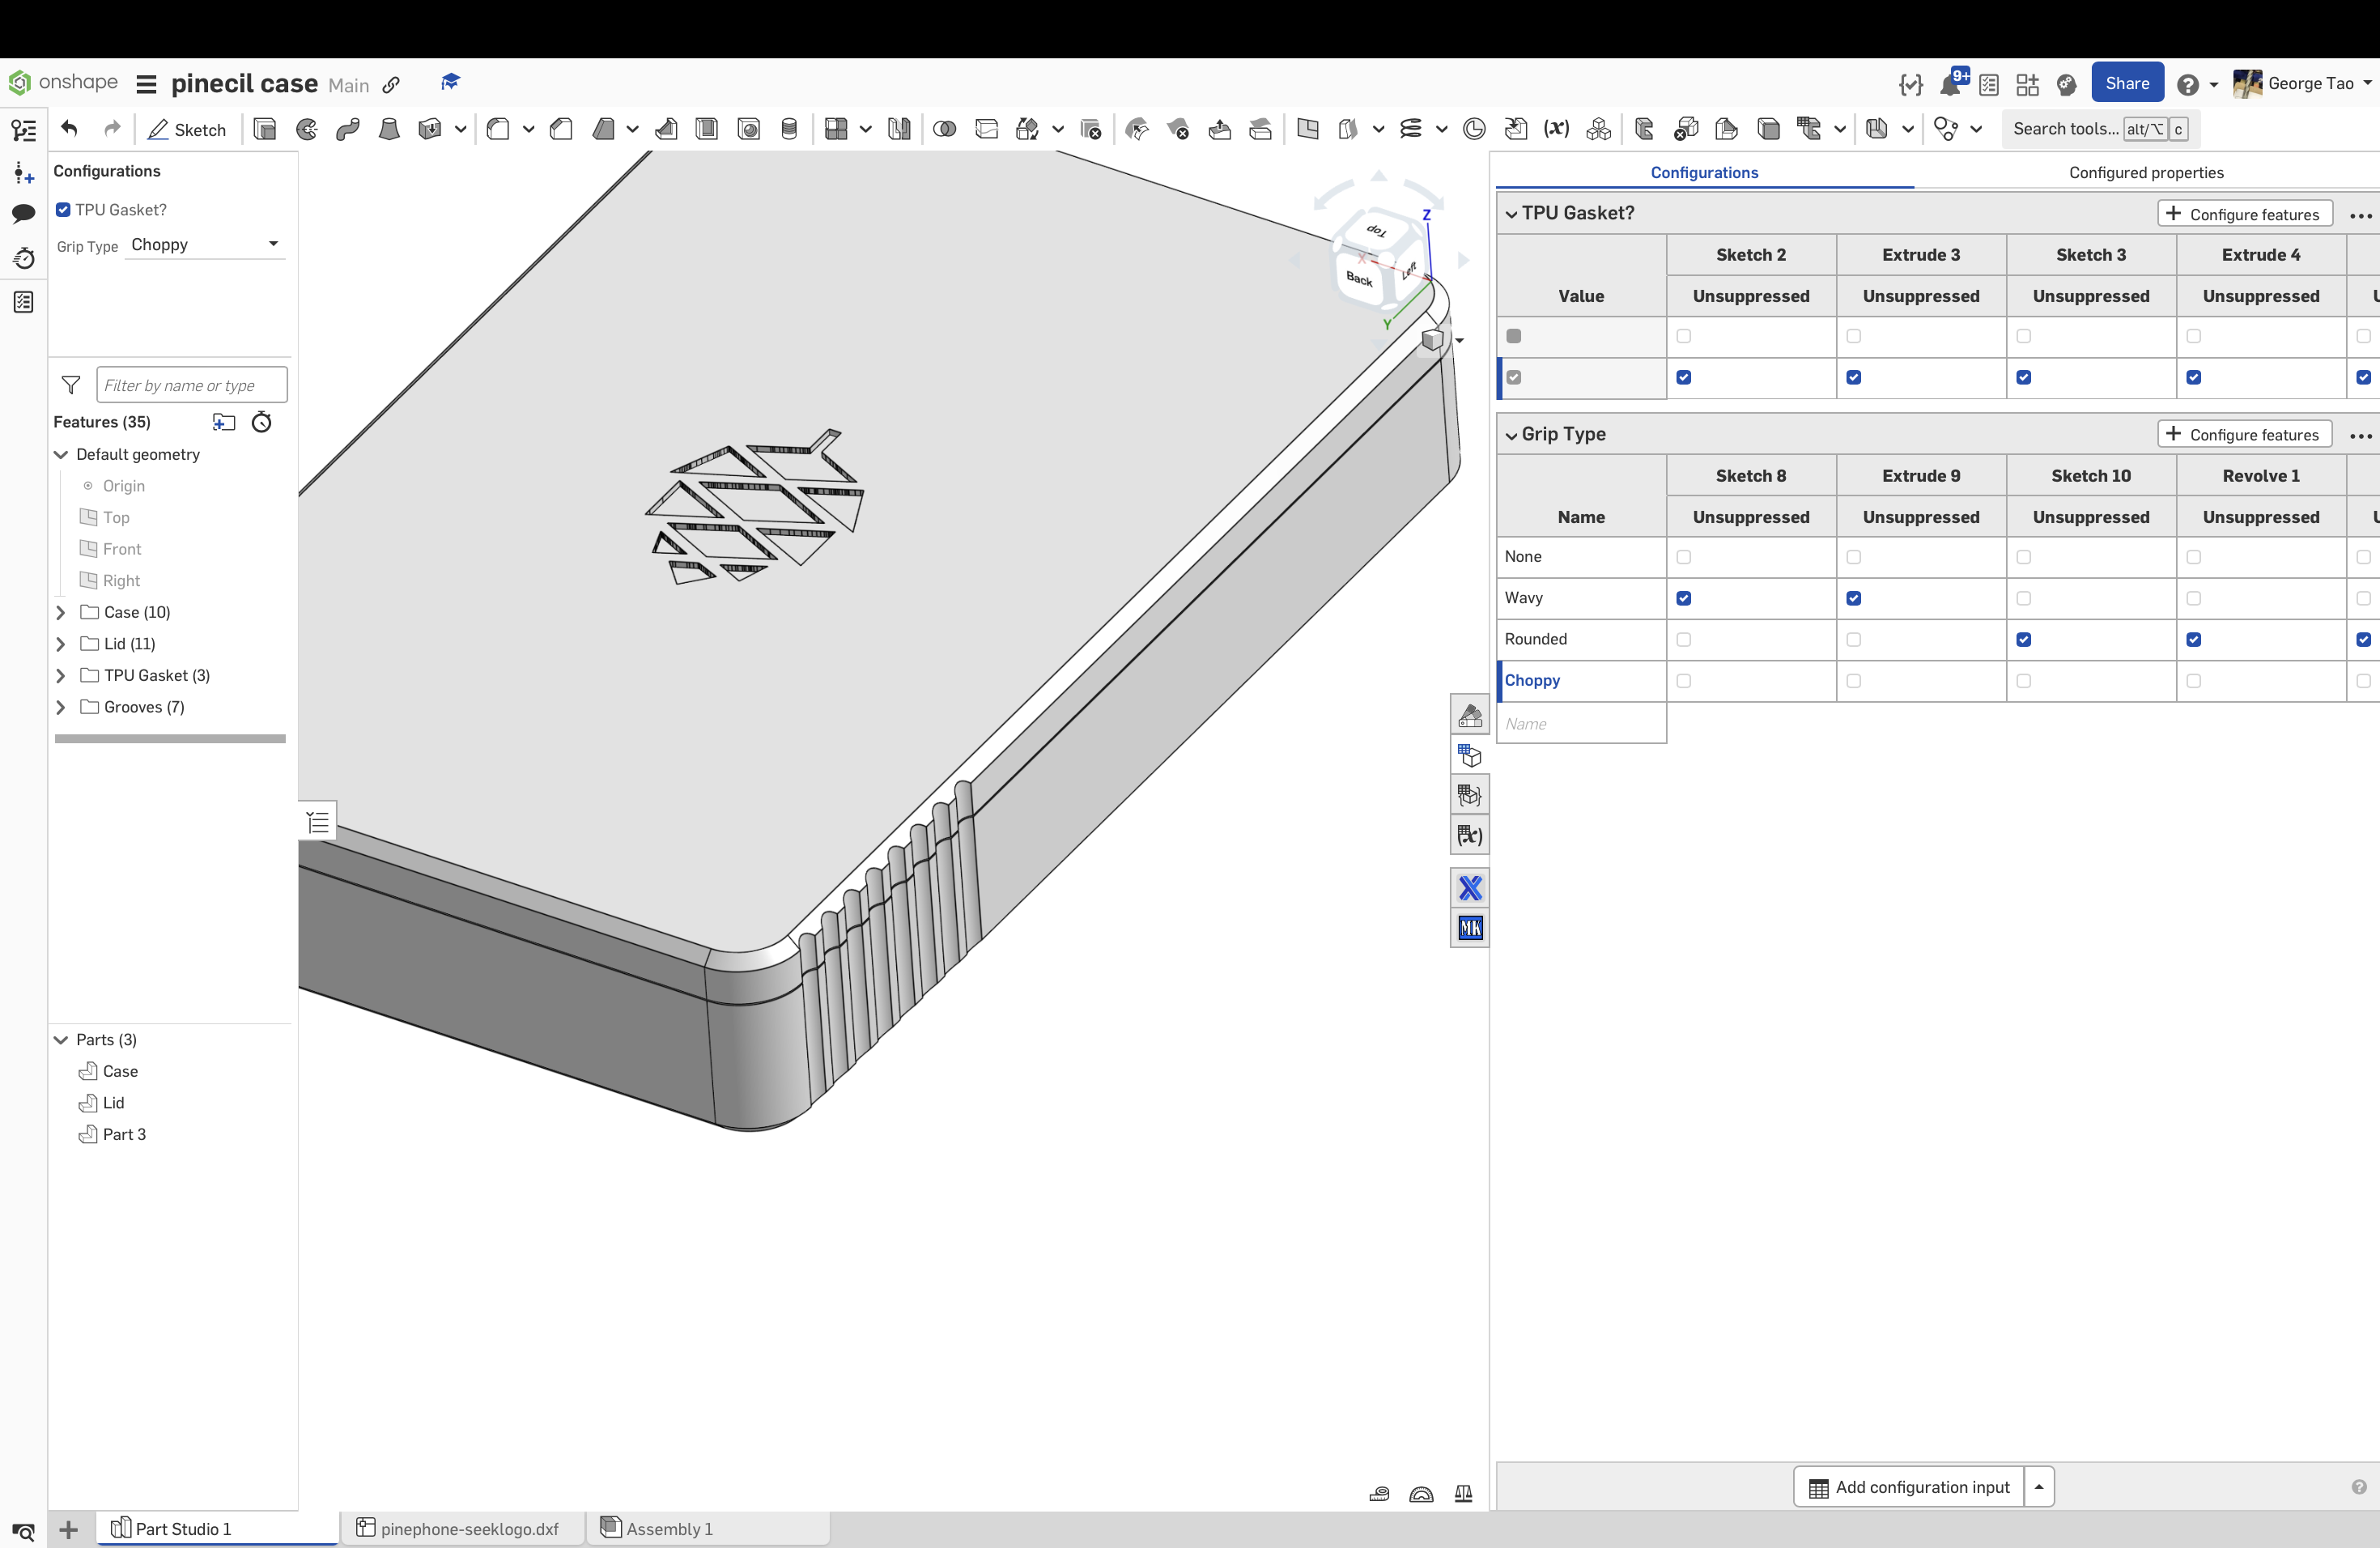 onshape pinecil case Main 9+ Share George Tao
Sketch (x) Search tools... alt/⌥ c
Configurations
TPU Gasket?
Grip Type Choppy
Filter by name or type
Features (35)
Default geometry
Origin
Top
Front
Right
Case (10)
Lid (11)
TPU Gasket (3)
Grooves (7)
Parts (3)
Case
Lid
Part 3
Top
Back
Left
X
Y
Z
(x)
X
MK
Configurations Configured properties
TPU Gasket? Configure features
Sketch 2 Extrude 3 Sketch 3 Extrude 4
Value Unsuppressed Unsuppressed Unsuppressed Unsuppressed
Grip Type Configure features
Sketch 8 Extrude 9 Sketch 10 Revolve 1
Name Unsuppressed Unsuppressed Unsuppressed Unsuppressed
None
Wavy
Rounded
Choppy
Name
Add configuration input
Part Studio 1 pinephone-seeklogo.dxf Assembly 1